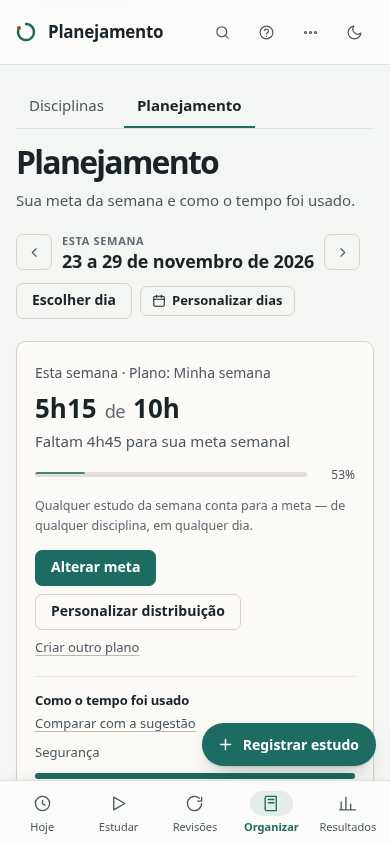 Planejamento
Disciplinas
Planejamento
Planejamento
Sua meta da semana e como o tempo foi usado.
ESTA SEMANA
23 a 29 de novembro de 2026
Escolher dia
Personalizar dias
Esta semana · Plano: Minha semana
5h15 de 10h
Faltam 4h45 para sua meta semanal
53%
Qualquer estudo da semana conta para a meta — de
qualquer disciplina, em qualquer dia.
Alterar meta
Personalizar distribuição
Criar outro plano
Como o tempo foi usado
Comparar com a sugestão
Registrar estudo
Segurança
Hoje
Estudar
Revisões
Organizar
Resultados